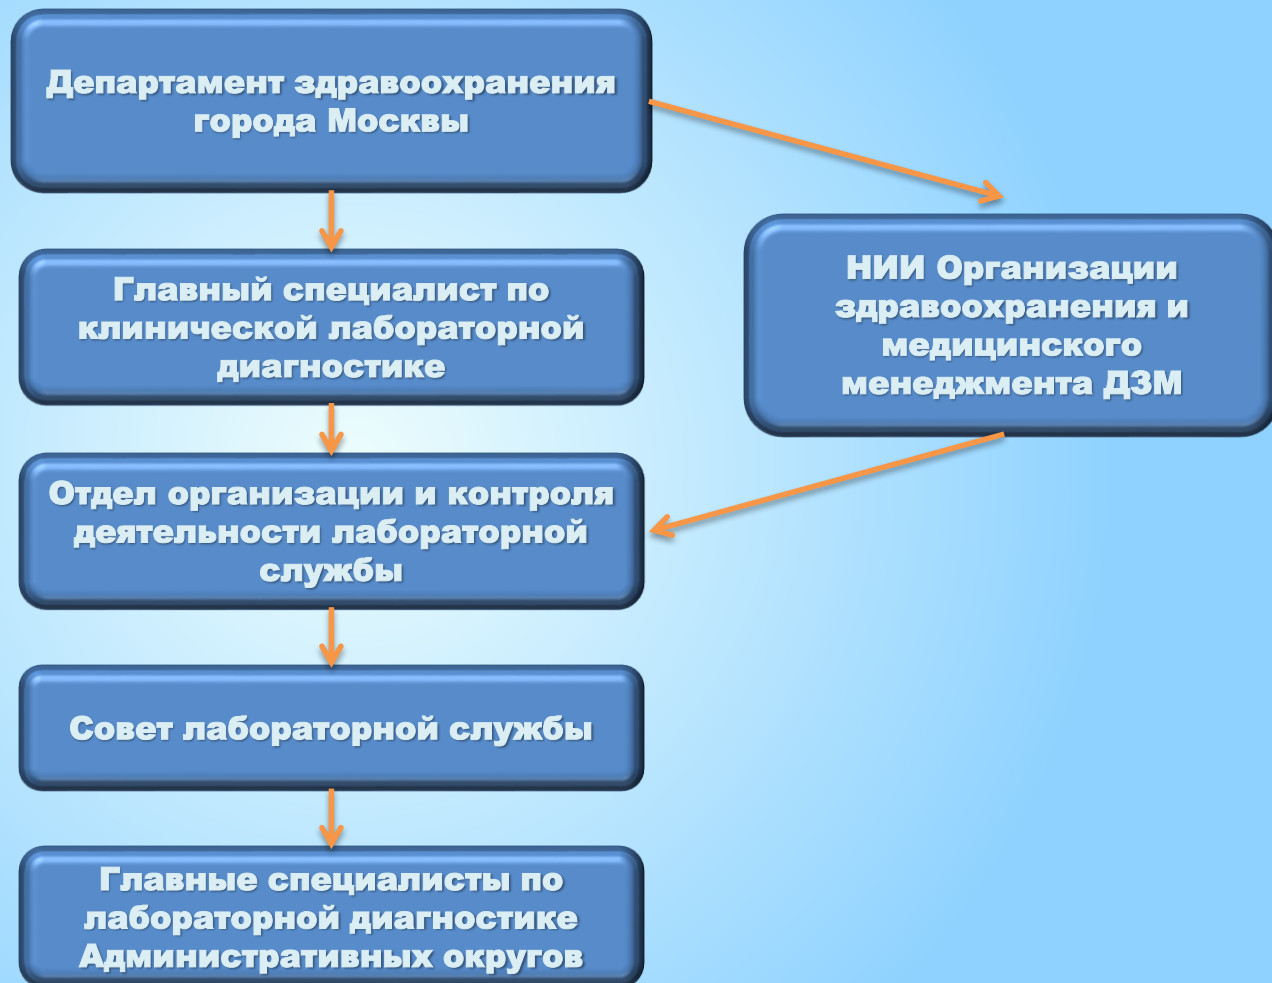 Департамент здравоохранения
города Москвы
Главный специалист по
клинической лабораторной
диагностике
НИИ Организации
здравоохранения и
медицинского
менеджмента ДЗМ
Отдел организации и контроля
деятельности лабораторной
службы
Совет лабораторной службы
Главные специалисты по
лабораторной диагностике
Административных округов